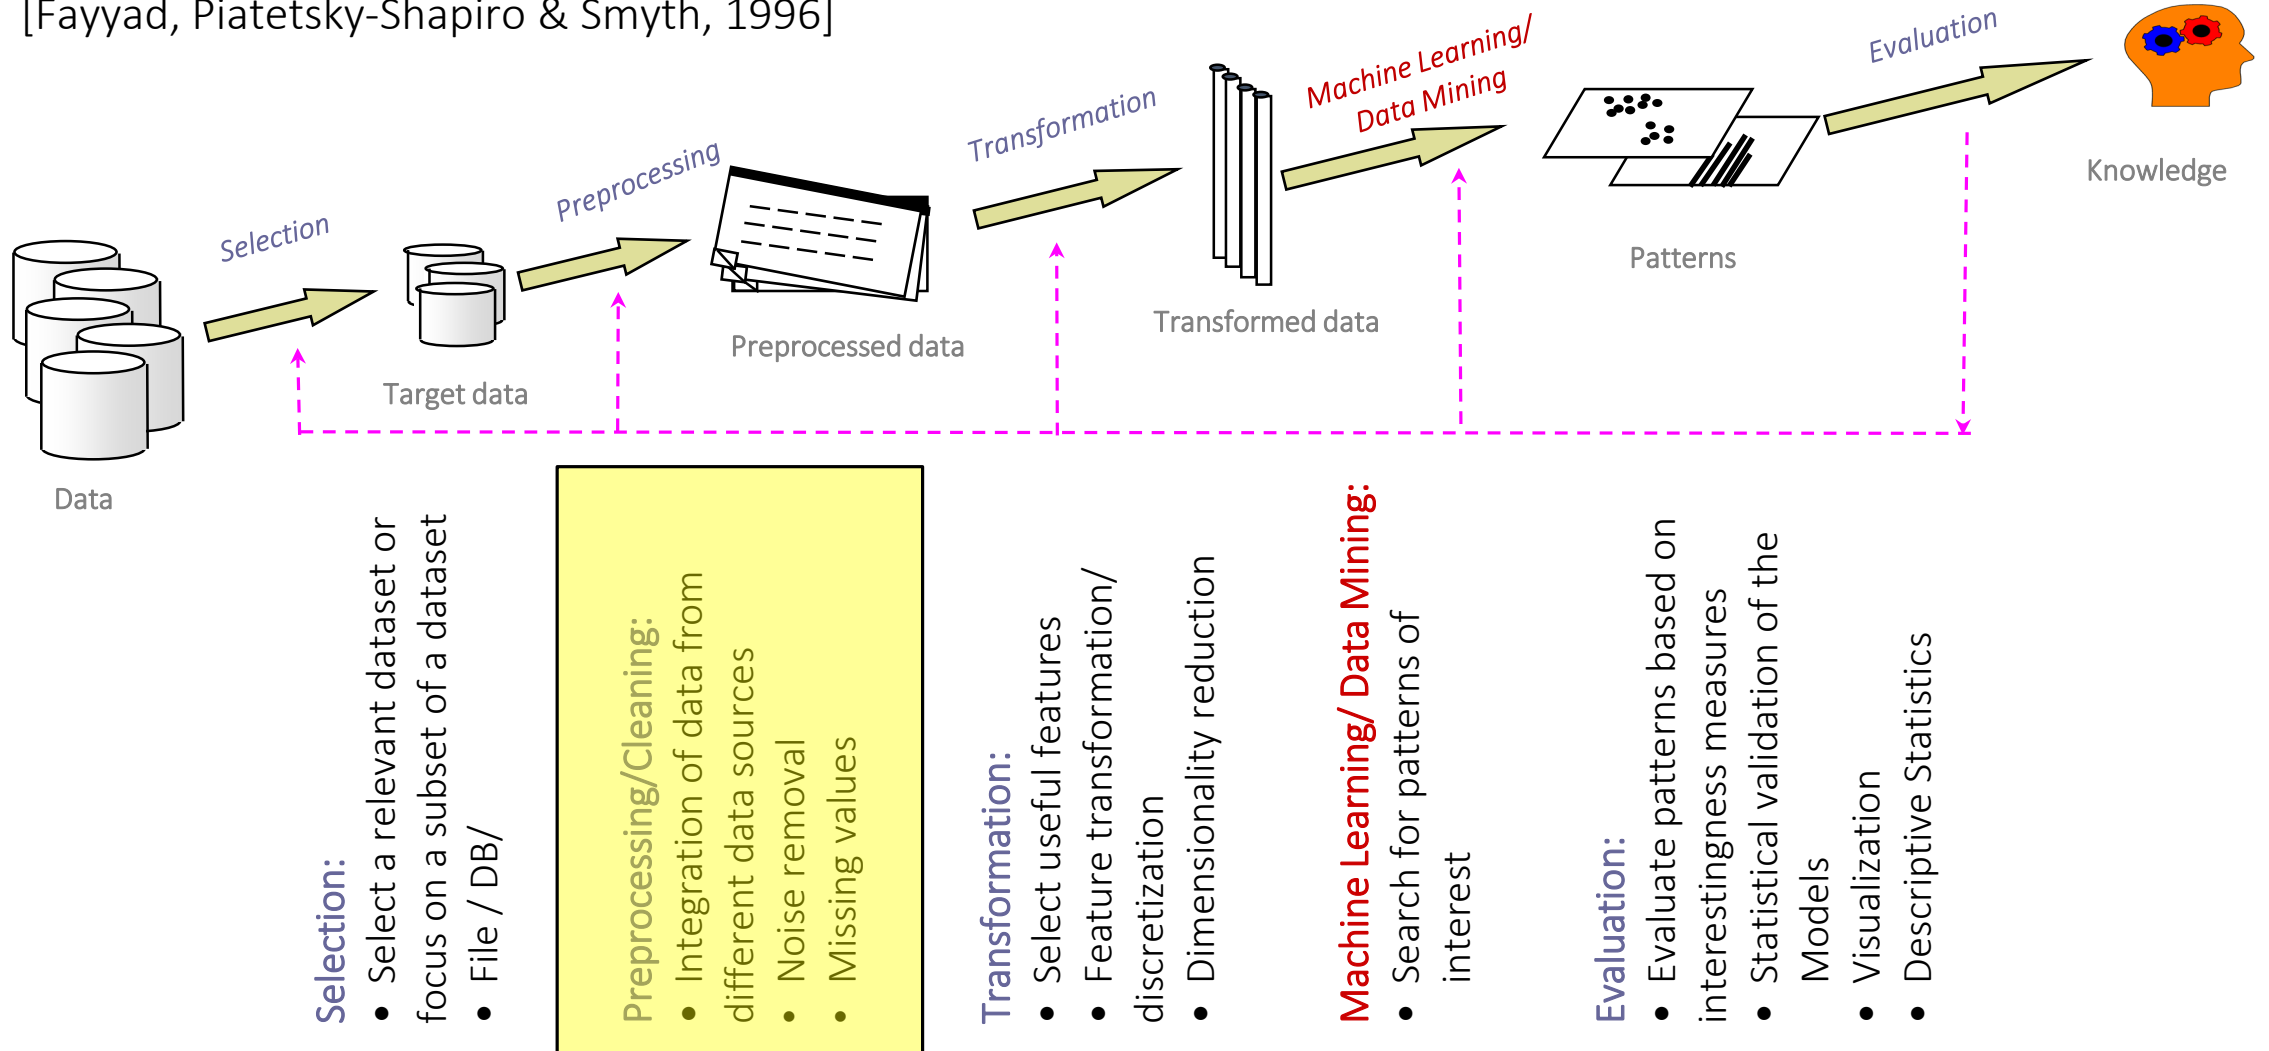 [Fayyad, Piatetsky-Shapiro & Smyth, 1996]
Selection
Preprocessing
Transformation
Machine Learning/
Data Mining
Evaluation
Data
Target data
Preprocessed data
Transformed data
Patterns
Knowledge
Selection:
• Select a relevant dataset or
focus on a subset of a dataset
• File / DB/
Preprocessing/Cleaning:
• Integration of data from
different data sources
• Noise removal
• Missing values
Transformation:
• Select useful features
• Feature transformation/
discretization
• Dimensionality reduction
Machine Learning/ Data Mining:
• Search for patterns of
interest
Evaluation:
• Evaluate patterns based on
interestingness measures
• Statistical validation of the
Models
• Visualization
• Descriptive Statistics